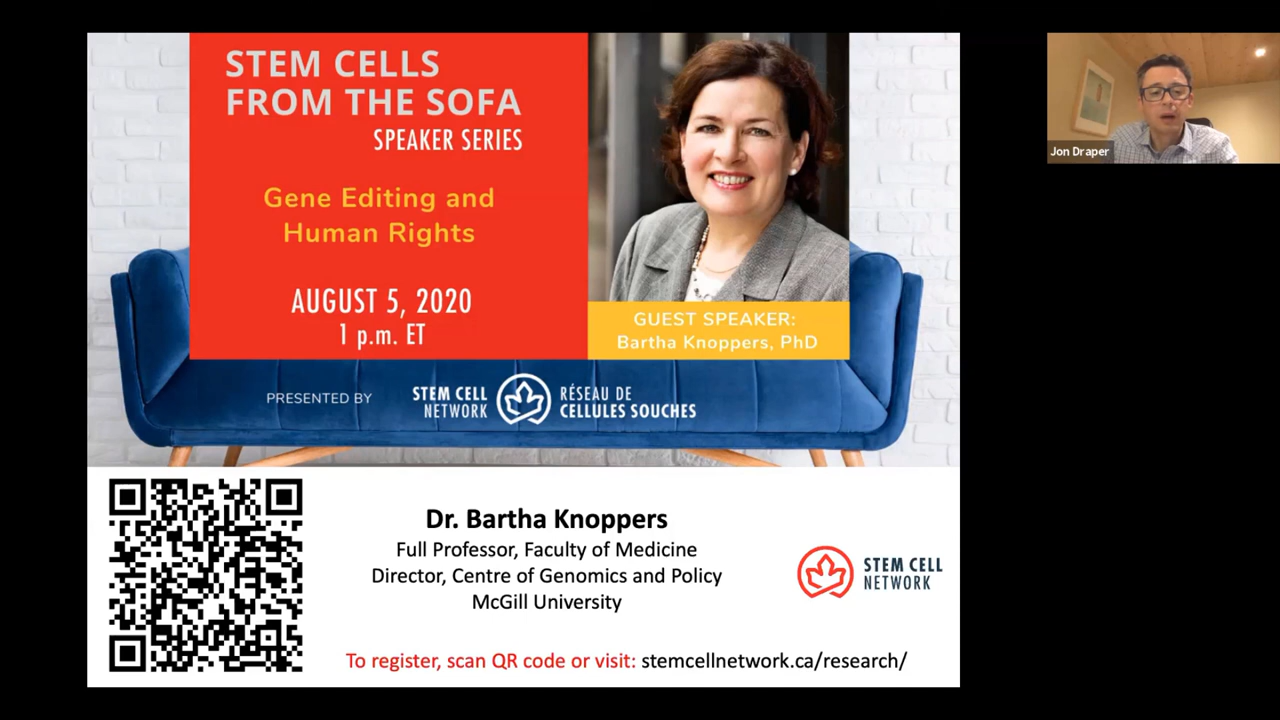 STEM CELLS
FROM THE SOFA
SPEAKER SERIES
Gene Editing and
Human Rights
AUGUST 5, 2020
1 p.m. ET
GUEST SPEAKER:
Bartha Knoppers, PhD
PRESENTED BY
STEM CELL
NETWORK
RÉSEAU DE
CELLULES SOUCHES
Dr. Bartha Knoppers
Full Professor, Faculty of Medicine
Director, Centre of Genomics and Policy
McGill University
STEM CELL
NETWORK
To register, scan QR code or visit: stemcellnetwork.ca/research/
Jon Draper